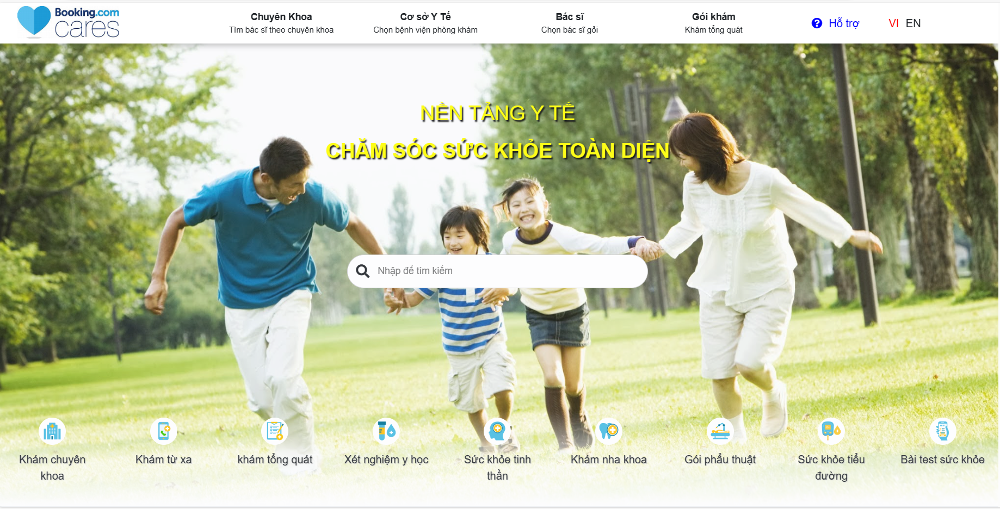 Booking.com
cares
Chuyên Khoa
Tìm bác sĩ theo chuyên khoa
Cơ sở Y Tế
Chọn bệnh viện phòng khám
Bác sĩ
Chọn bác sĩ gỏi
Gói khám
Khám tổng quát
Hỗ trợ
VI EN
NỀN TẢNG Y TẾ
CHĂM SÓC SỨC KHỎE TOÀN DIỆN
Nhập để tìm kiếm
Khám chuyên
khoa
Khám từ xa
khám tổng quát
Xét nghiệm y học
Sức khỏe tinh
thần
Khám nha khoa
Gói phẩu thuật
Sức khỏe tiểu
đường
Bài test sức khỏe